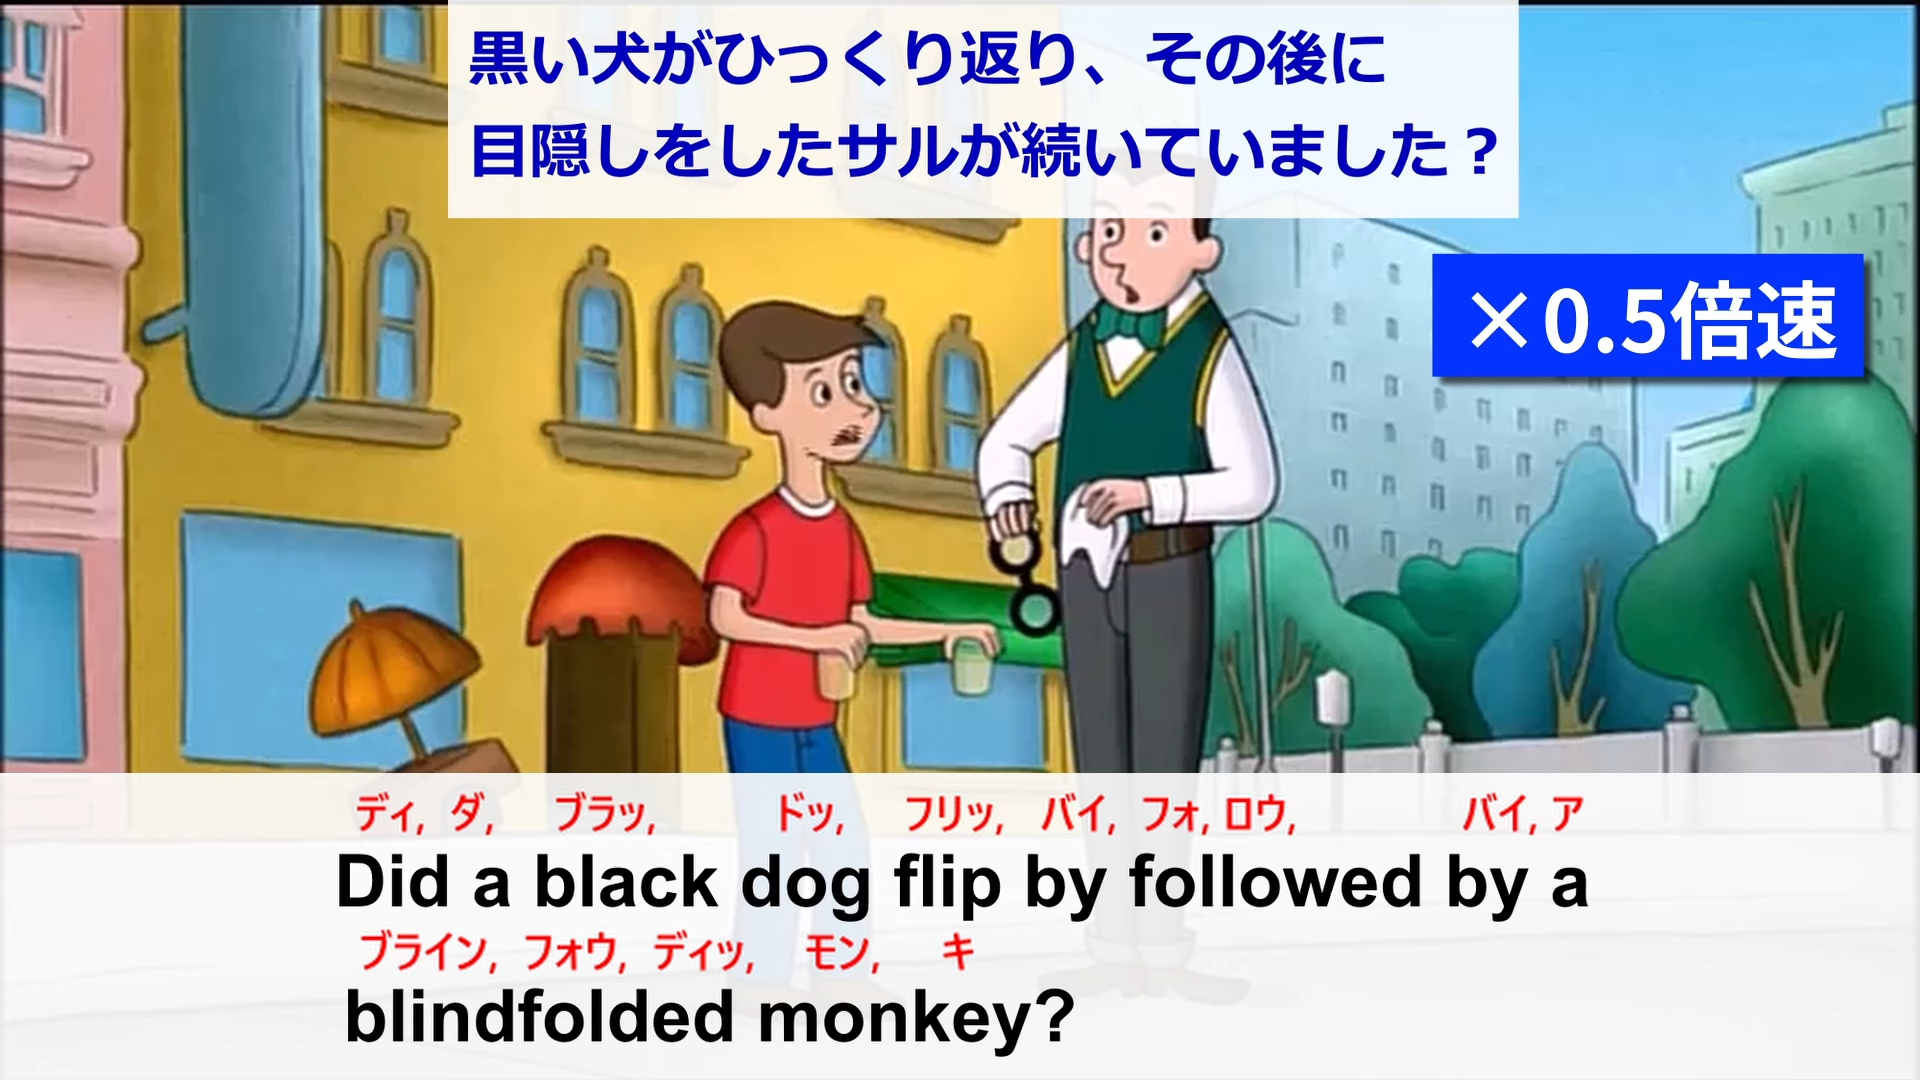 黒い犬がひっくり返り、その後に
目隠しをしたサルが続いていました？
×0.5倍速
ディ, ダ, ブラッ, ドッ, フリッ, バイ, フォ, ロウ, バイ, ア
Did a black dog flip by followed by a
ブライン, フォウ, ディッ, モン, キ
blindfolded monkey?